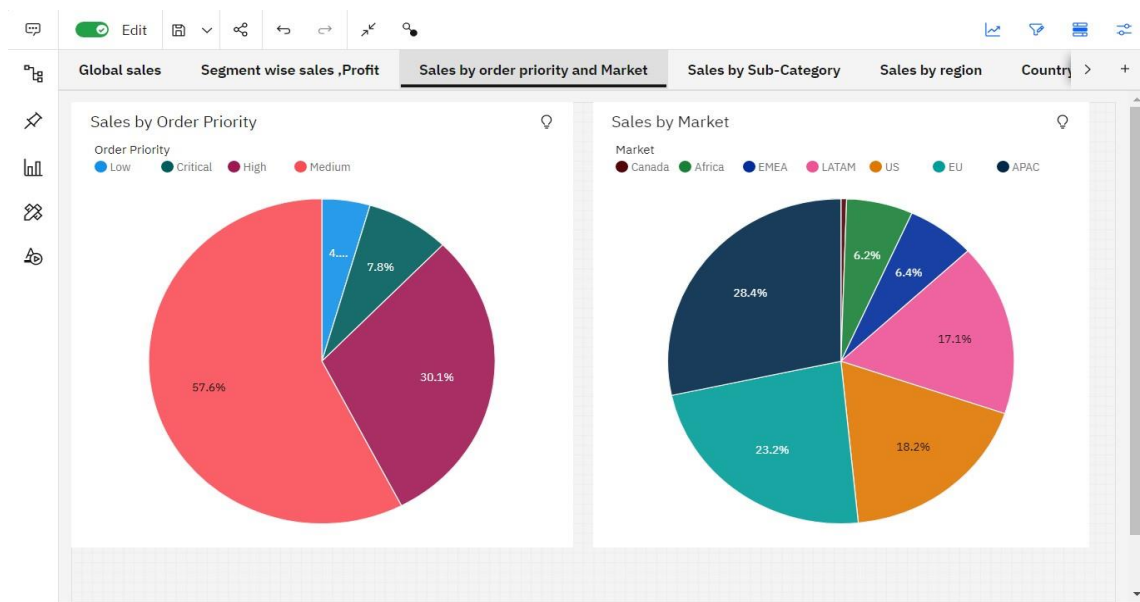 Edit
Global sales Segment wise sales ,Profit Sales by order priority and Market Sales by Sub-Category Sales by region Country
Sales by Order Priority
Order Priority
Low Critical High Medium
4....
7.8%
30.1%
57.6%
Sales by Market
Market
Canada Africa EMEA LATAM US EU APAC
6.2%
6.4%
28.4%
17.1%
18.2%
23.2%